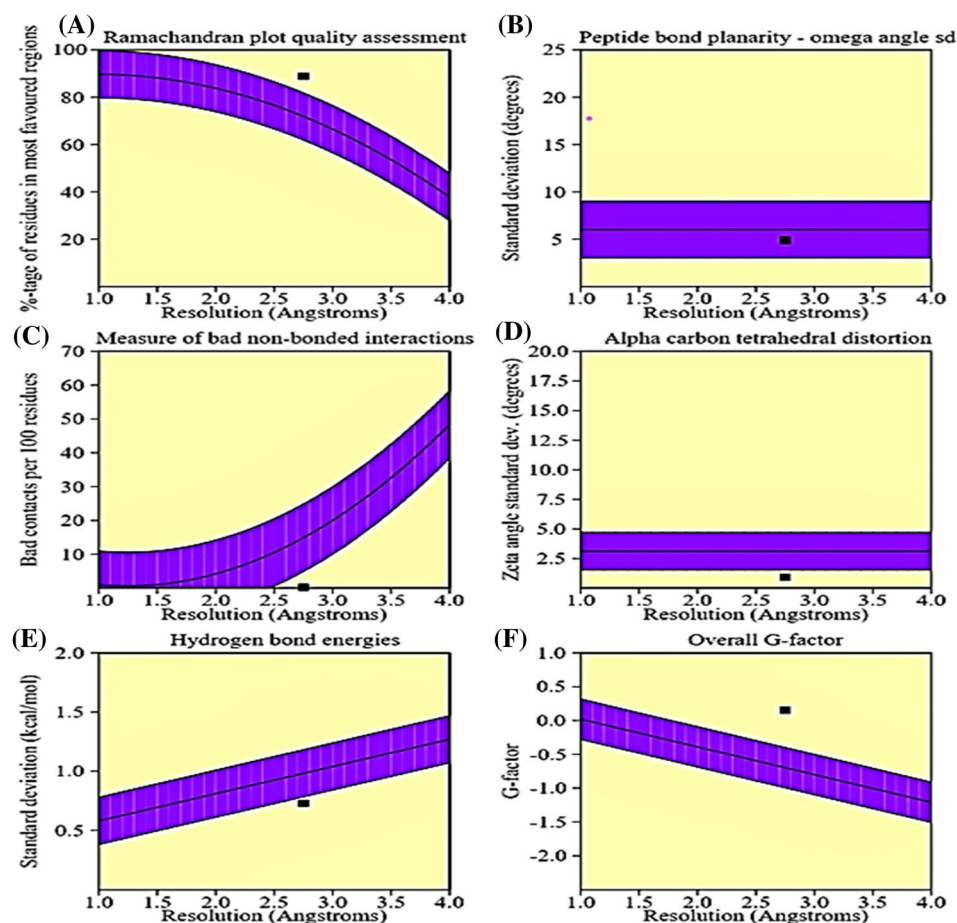 (A)
Ramachandran plot quality assessment
%-tage of residues in most favoured regions
100
80
60
40
20
1.0 1.5 2.0 2.5 3.0 3.5 4.0
Resolution (Angstroms)
(B)
Peptide bond planarity - omega angle sd
Standard deviation (degrees)
25
20
15
10
5
1.0 1.5 2.0 2.5 3.0 3.5 4.0
Resolution (Angstroms)
(C)
Measure of bad non-bonded interactions
Bad contacts per 100 residues
70
60
50
40
30
20
10
1.0 1.5 2.0 2.5 3.0 3.5 4.0
Resolution (Angstroms)
(D)
Alpha carbon tetrahedral distortion
Zeta angle standard dev. (degrees)
20.0
17.5
15.0
12.5
10.0
7.5
5.0
2.5
1.0 1.5 2.0 2.5 3.0 3.5 4.0
Resolution (Angstroms)
(E)
Hydrogen bond energies
Standard deviation (kcal/mol)
2.0
1.5
1.0
0.5
1.0 1.5 2.0 2.5 3.0 3.5 4.0
Resolution (Angstroms)
(F)
Overall G-factor
G-factor
1.0
0.5
0.0
-0.5
-1.0
-1.5
-2.0
1.0 1.5 2.0 2.5 3.0 3.5 4.0
Resolution (Angstroms)